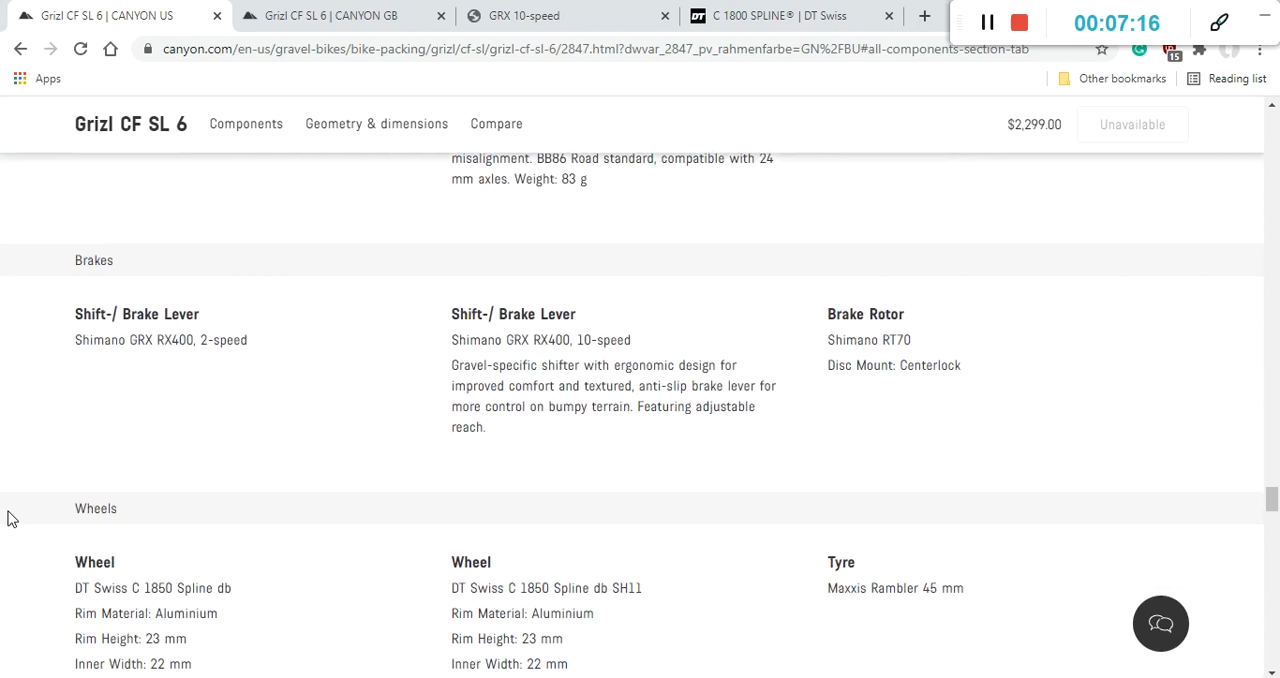 Grizl CF SL 6 | CANYON US
Grizl CF SL 6 | CANYON GB
GRX 10-speed
DT C 1800 SPLINE® | DT Swiss
00:07:16
canyon.com/en-us/gravel-bikes/bike-packing/grizl/cf-sl/grizl-cf-sl-6/2847.html?dwvar_2847_pv_rahmenfarbe=GN%2FBU#all-components-section-tab
15
Apps
Other bookmarks
Reading list
Grizl CF SL 6
Components
Geometry & dimensions
Compare
$2,299.00
Unavailable
misalignment. BB86 Road standard, compatible with 24
mm axles. Weight: 83 g
Brakes
Shift-/ Brake Lever
Shimano GRX RX400, 2-speed
Shift-/ Brake Lever
Shimano GRX RX400, 10-speed
Gravel-specific shifter with ergonomic design for
improved comfort and textured, anti-slip brake lever for
more control on bumpy terrain. Featuring adjustable
reach.
Brake Rotor
Shimano RT70
Disc Mount: Centerlock
Wheels
Wheel
DT Swiss C 1850 Spline db
Rim Material: Aluminium
Rim Height: 23 mm
Inner Width: 22 mm
Wheel
DT Swiss C 1850 Spline db SH11
Rim Material: Aluminium
Rim Height: 23 mm
Inner Width: 22 mm
Tyre
Maxxis Rambler 45 mm